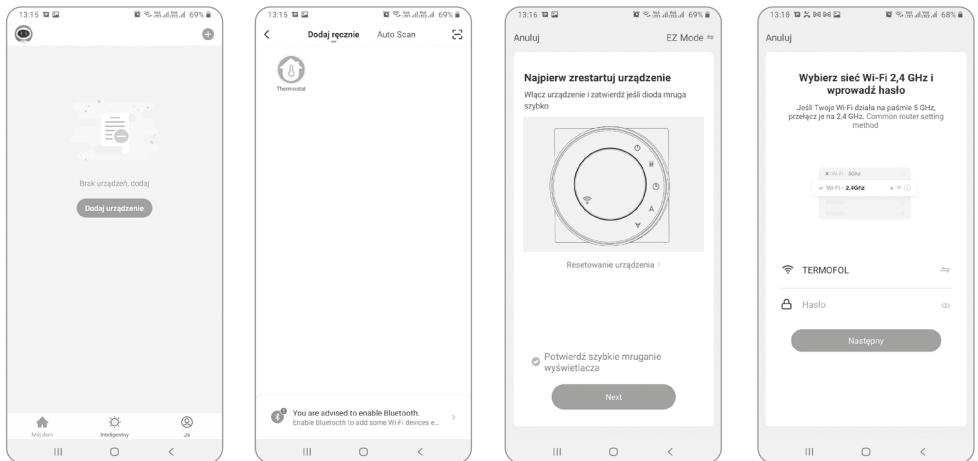 13:15
69%
Brak urządzeń, dodaj
Dodaj urządzenie
Mój dom
Inteligentny
Ja
13:15
69%
Dodaj ręcznie
Auto Scan
Thermostat
You are advised to enable Bluetooth.
Enable Bluetooth to add some Wi-Fi devices e...
13:16
69%
Anuluj
EZ Mode
Najpierw zrestartuj urządzenie
Włącz urządzenie i zatwierdź jeśli dioda mruga
szybko
Resetowanie urządzenia
Potwierdź szybkie mruganie
wyświetlacza
Next
13:18
68%
Anuluj
Wybierz sieć Wi-Fi 2,4 GHz i
wprowadź hasło
Jeśli Twoje Wi-Fi działa na paśmie 5 GHz,
przełącz je na 2,4 GHz. Common router setting
method
Wi-Fi - 5Ghz
Wi-Fi - 2.4Ghz
TERMOFOL
Hasło
Następny